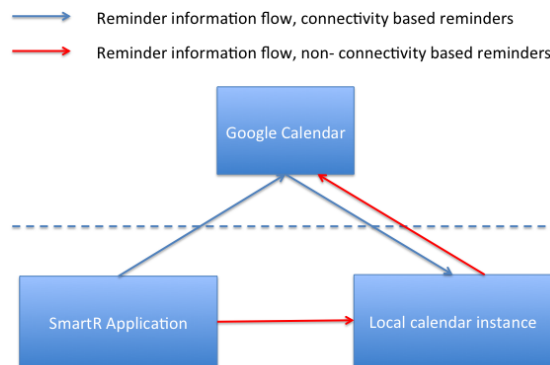 Reminder information flow, connectivity based reminders
Reminder information flow, non- connectivity based reminders
Google Calendar
SmartR Application
Local calendar instance